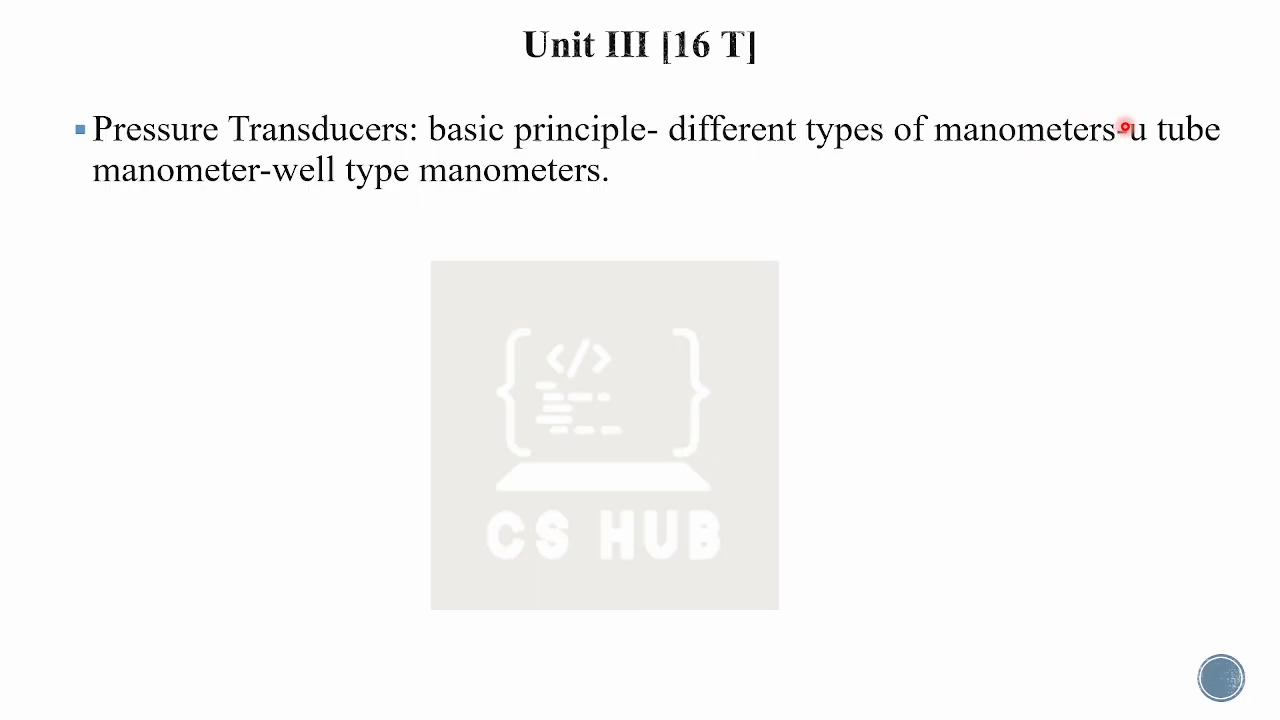 Unit III [16 T]
Pressure Transducers: basic principle- different types of manometers-u tube
manometer-well type manometers.
</>
CS HUB